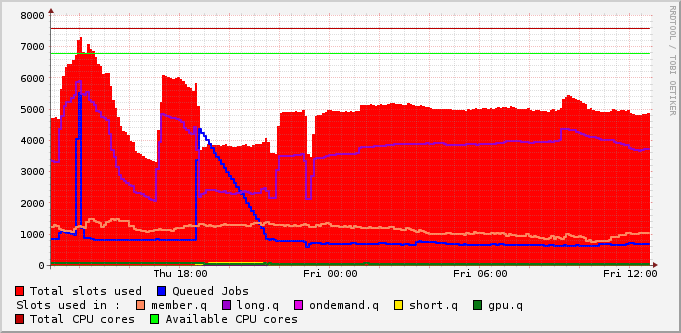 8000
7000
6000
5000
4000
3000
2000
1000
0
Thu 18:00 Fri 00:00 Fri 06:00 Fri 12:00
Total slots used Queued Jobs
Slots used in : member.q long.q ondemand.q short.q gpu.q
Total CPU cores Available CPU cores
RRDTOOL / TOBI OETIKER